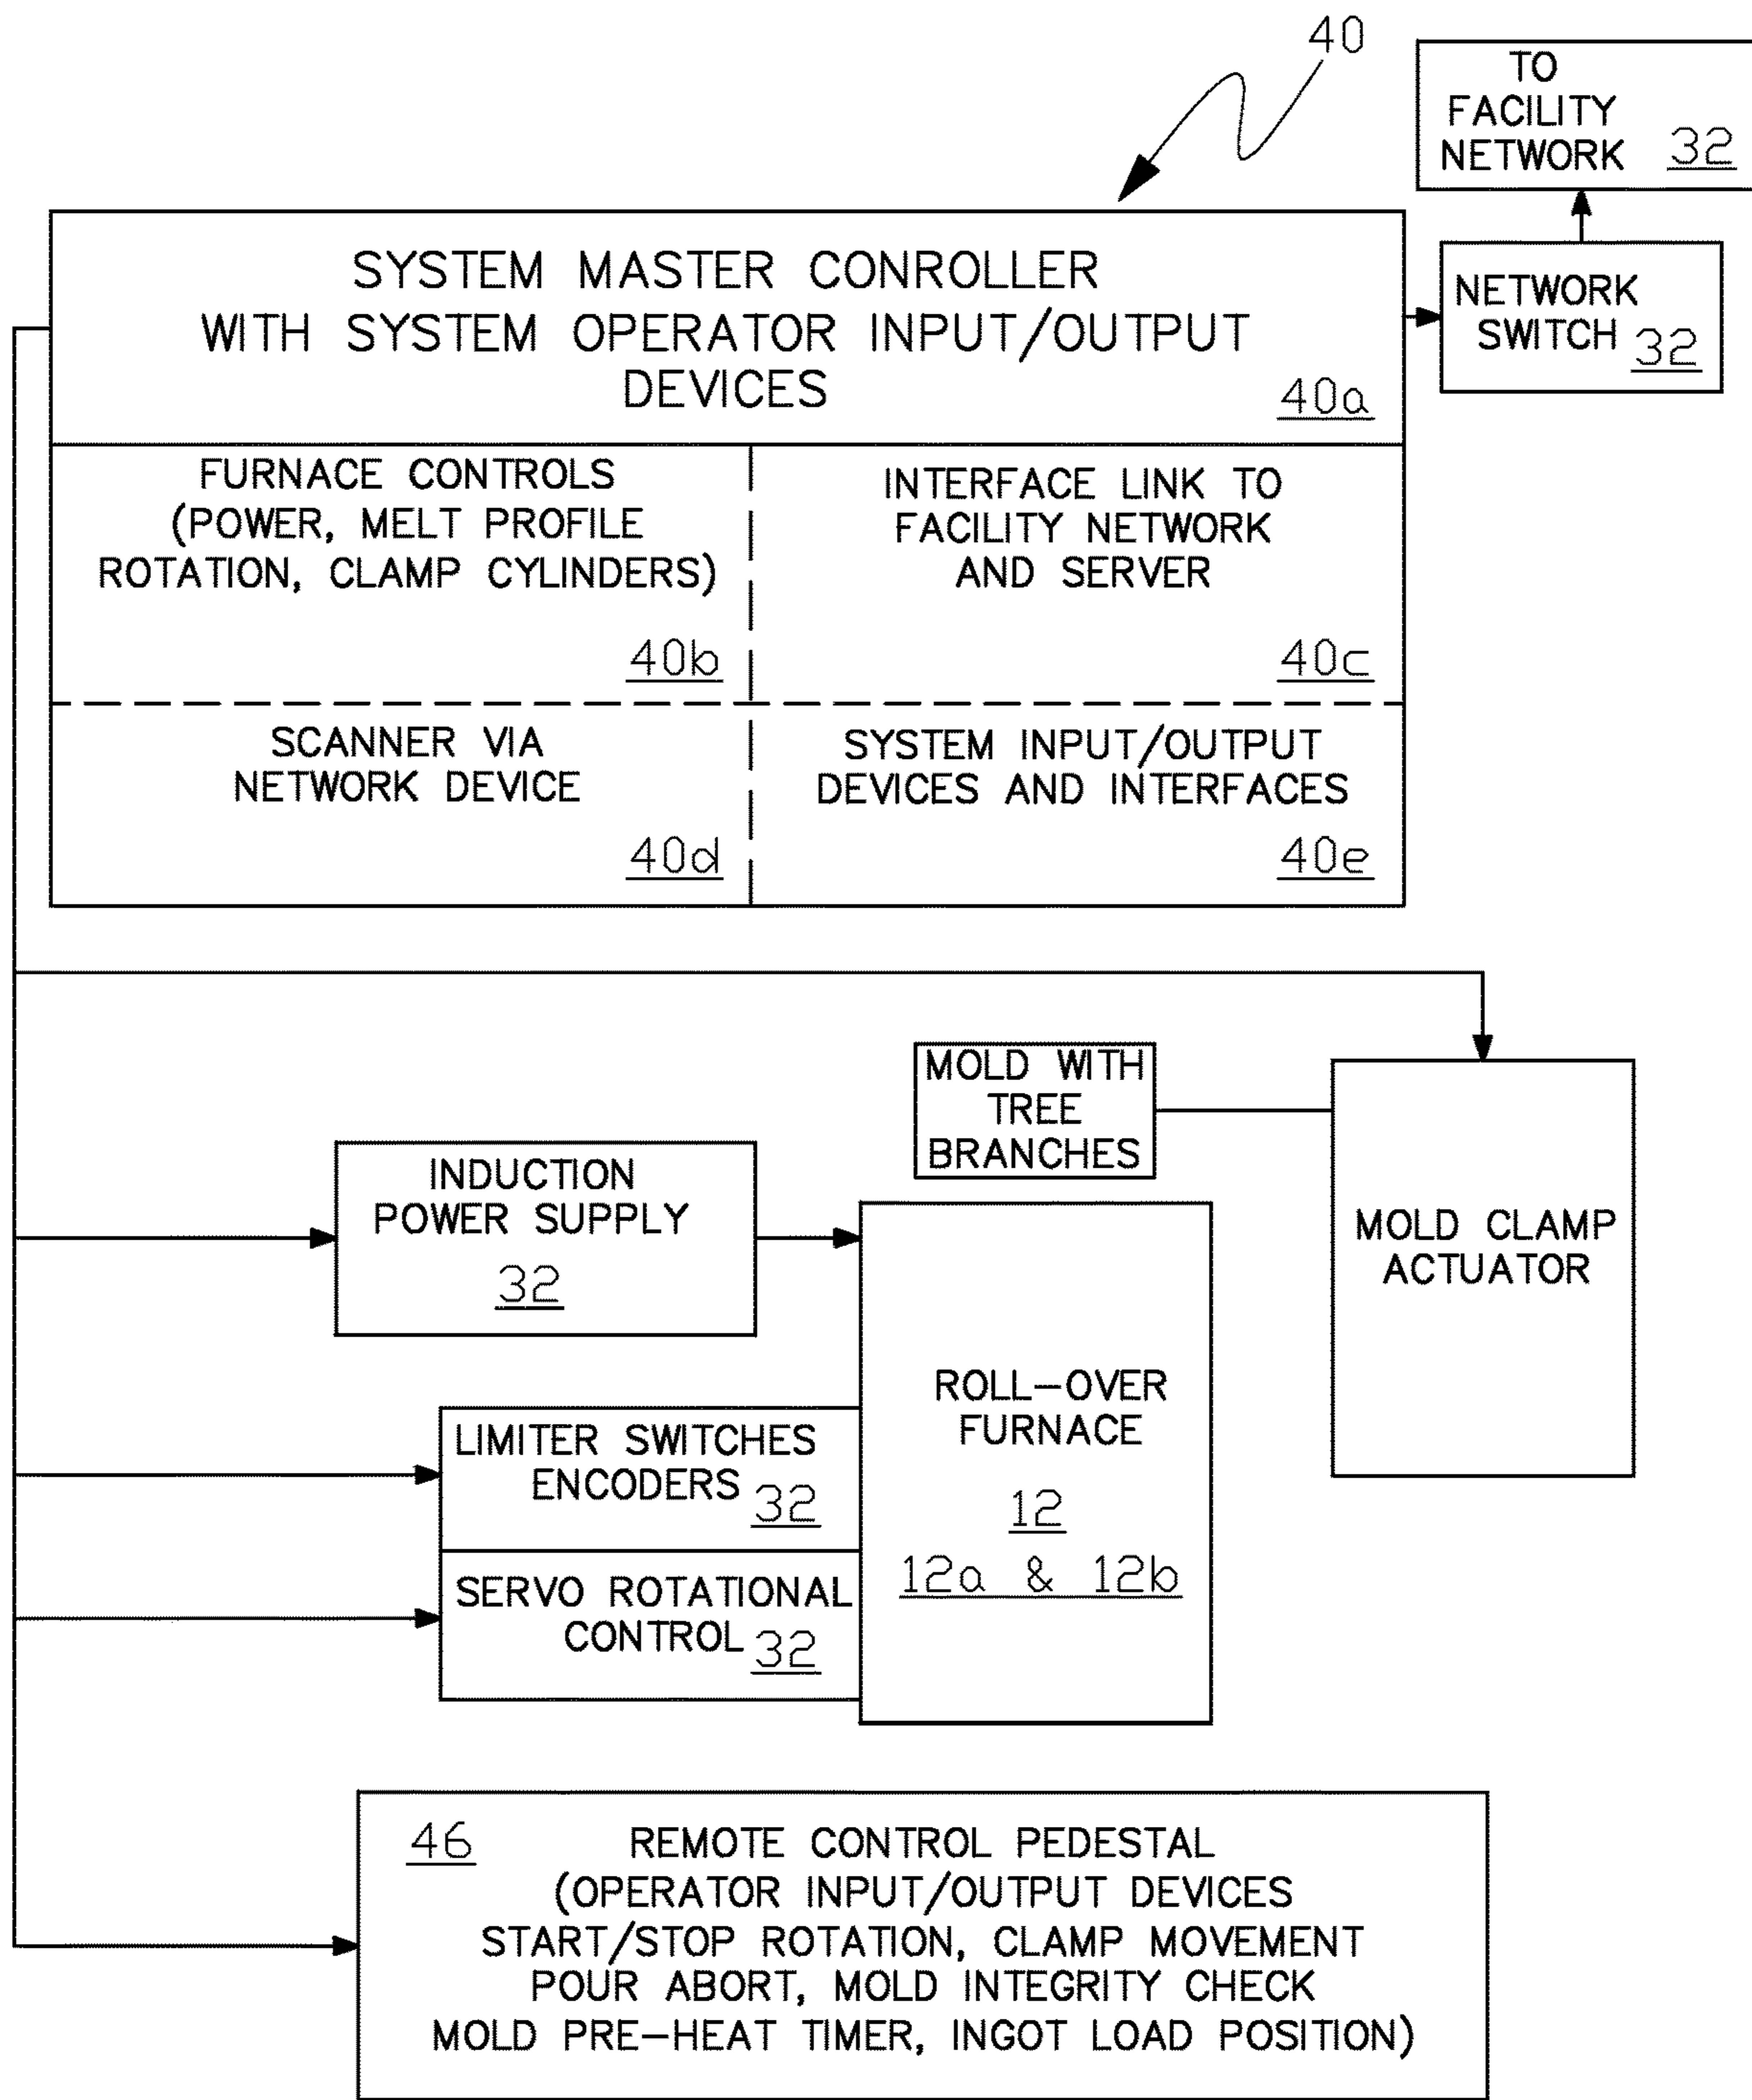 40
TO
FACILITY
NETWORK 32
SYSTEM MASTER CONROLLER
WITH SYSTEM OPERATOR INPUT/OUTPUT
DEVICES
40a
NETWORK
SWITCH 32
FURNACE CONTROLS
(POWER, MELT PROFILE
ROTATION, CLAMP CYLINDERS)
40b
INTERFACE LINK TO
FACILITY NETWORK
AND SERVER
40c
SCANNER VIA
NETWORK DEVICE
40d
SYSTEM INPUT/OUTPUT
DEVICES AND INTERFACES
40e
MOLD WITH
TREE
BRANCHES
MOLD CLAMP
ACTUATOR
INDUCTION
POWER SUPPLY
32
ROLL-OVER
FURNACE
12
12a & 12b
LIMITER SWITCHES
ENCODERS 32
SERVO ROTATIONAL
CONTROL 32
46 REMOTE CONTROL PEDESTAL
(OPERATOR INPUT/OUTPUT DEVICES
START/STOP ROTATION, CLAMP MOVEMENT
POUR ABORT, MOLD INTEGRITY CHECK
MOLD PRE-HEAT TIMER, INGOT LOAD POSITION)